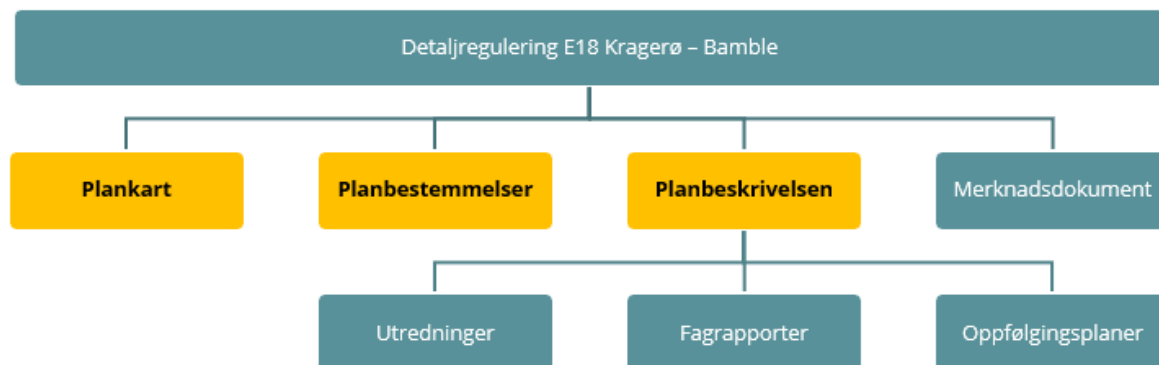 Detaljregulering E18 Kragerø – Bamble
Plankart
Planbestemmelser
Planbeskrivelsen
Merknadsdokument
Utredninger
Fagrapporter
Oppfølgingsplaner